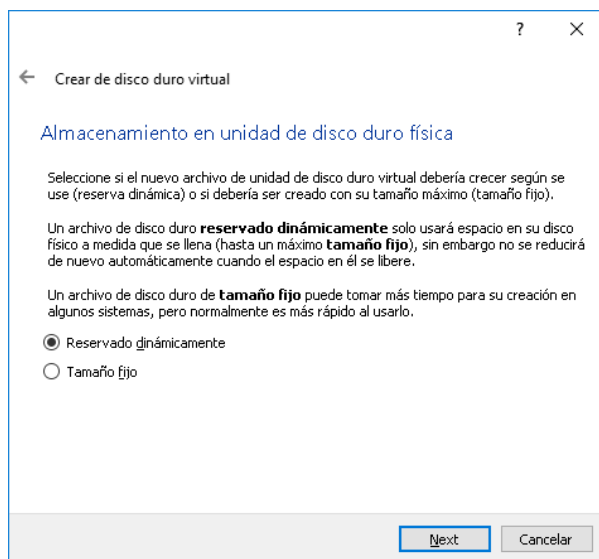 ?
Crear de disco duro virtual
Almacenamiento en unidad de disco duro física
Seleccione si el nuevo archivo de unidad de disco duro virtual debería crecer según se
use (reserva dinámica) o si debería ser creado con su tamaño máximo (tamaño fijo).
Un archivo de disco duro reservado dinámicamente solo usará espacio en su disco
físico a medida que se llena (hasta un máximo tamaño fijo), sin embargo no se reducirá
de nuevo automáticamente cuando el espacio en él se libere.
Un archivo de disco duro de tamaño fijo puede tomar más tiempo para su creación en
algunos sistemas, pero normalmente es más rápido al usarlo.
Reservado dinámicamente
Tamaño fijo
Next Cancelar